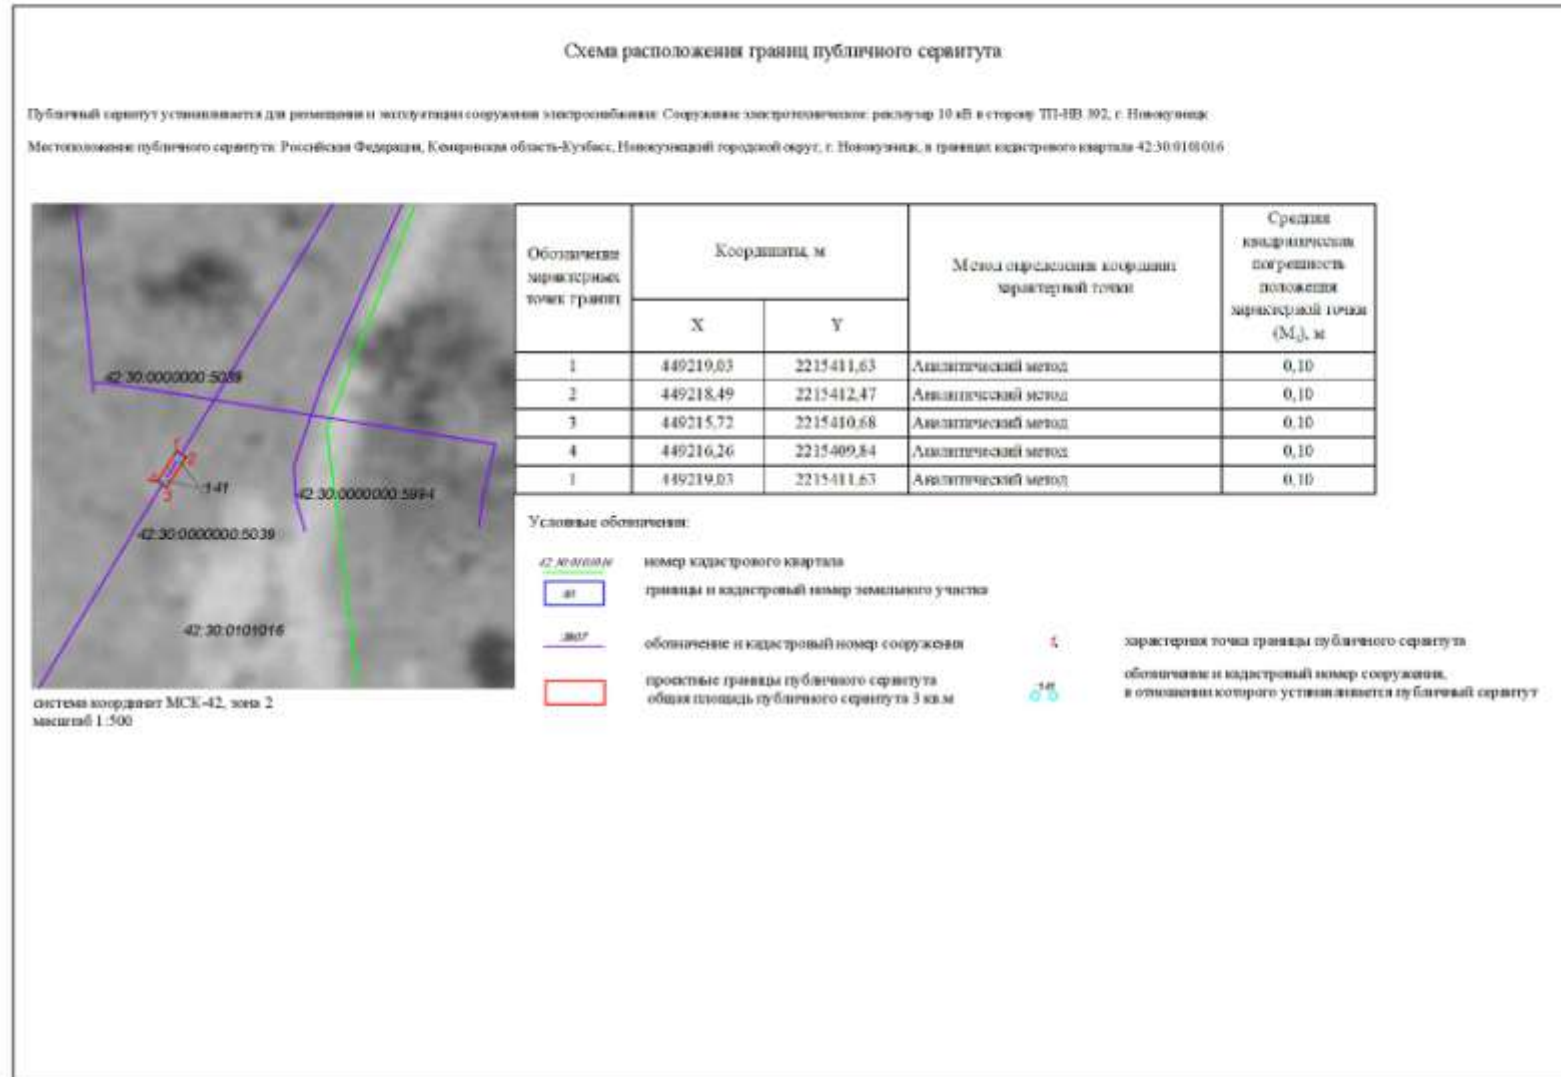 Схема расположения границ публичного сервитута
Публичный сервитут устанавливается для размещения и эксплуатации сооружения электроснабжения: Сооружение электротехническое: реклоузер 10 кВ в сторону ТП-НВ 392, г. Новокузнецк
Местоположение публичного сервитута: Российская Федерация, Кемеровская область-Кузбасс, Новокузнецкий городской округ, г. Новокузнецк, в границах кадастрового квартала 42:30:0101016
42:30:0000000:5039
1
2
4
3
:141
42:30:0000000:5994
42:30:0000000:5039
42:30:0101016
система координат МСК-42, зона 2
масштаб 1:500
Обозначение характерных точек границ
Координаты, м
Метод определения координат характерной точки
Средняя квадратическая погрешность положения характерной точки (Mt), м
X Y
1 449219,03 2215411,63 Аналитический метод 0,10
2 449218,49 2215412,47 Аналитический метод 0,10
3 449215,72 2215410,68 Аналитический метод 0,10
4 449216,26 2215409,84 Аналитический метод 0,10
1 449219,03 2215411,63 Аналитический метод 0,10
Условные обозначения:
42:30:0101016 номер кадастрового квартала
границы и кадастровый номер земельного участка
обозначение и кадастровый номер сооружения
проектные границы публичного сервитута
общая площадь публичного сервитута 3 кв.м
характерная точка границы публичного сервитута
обозначение и кадастровый номер сооружения,
в отношении которого устанавливается публичный сервитут